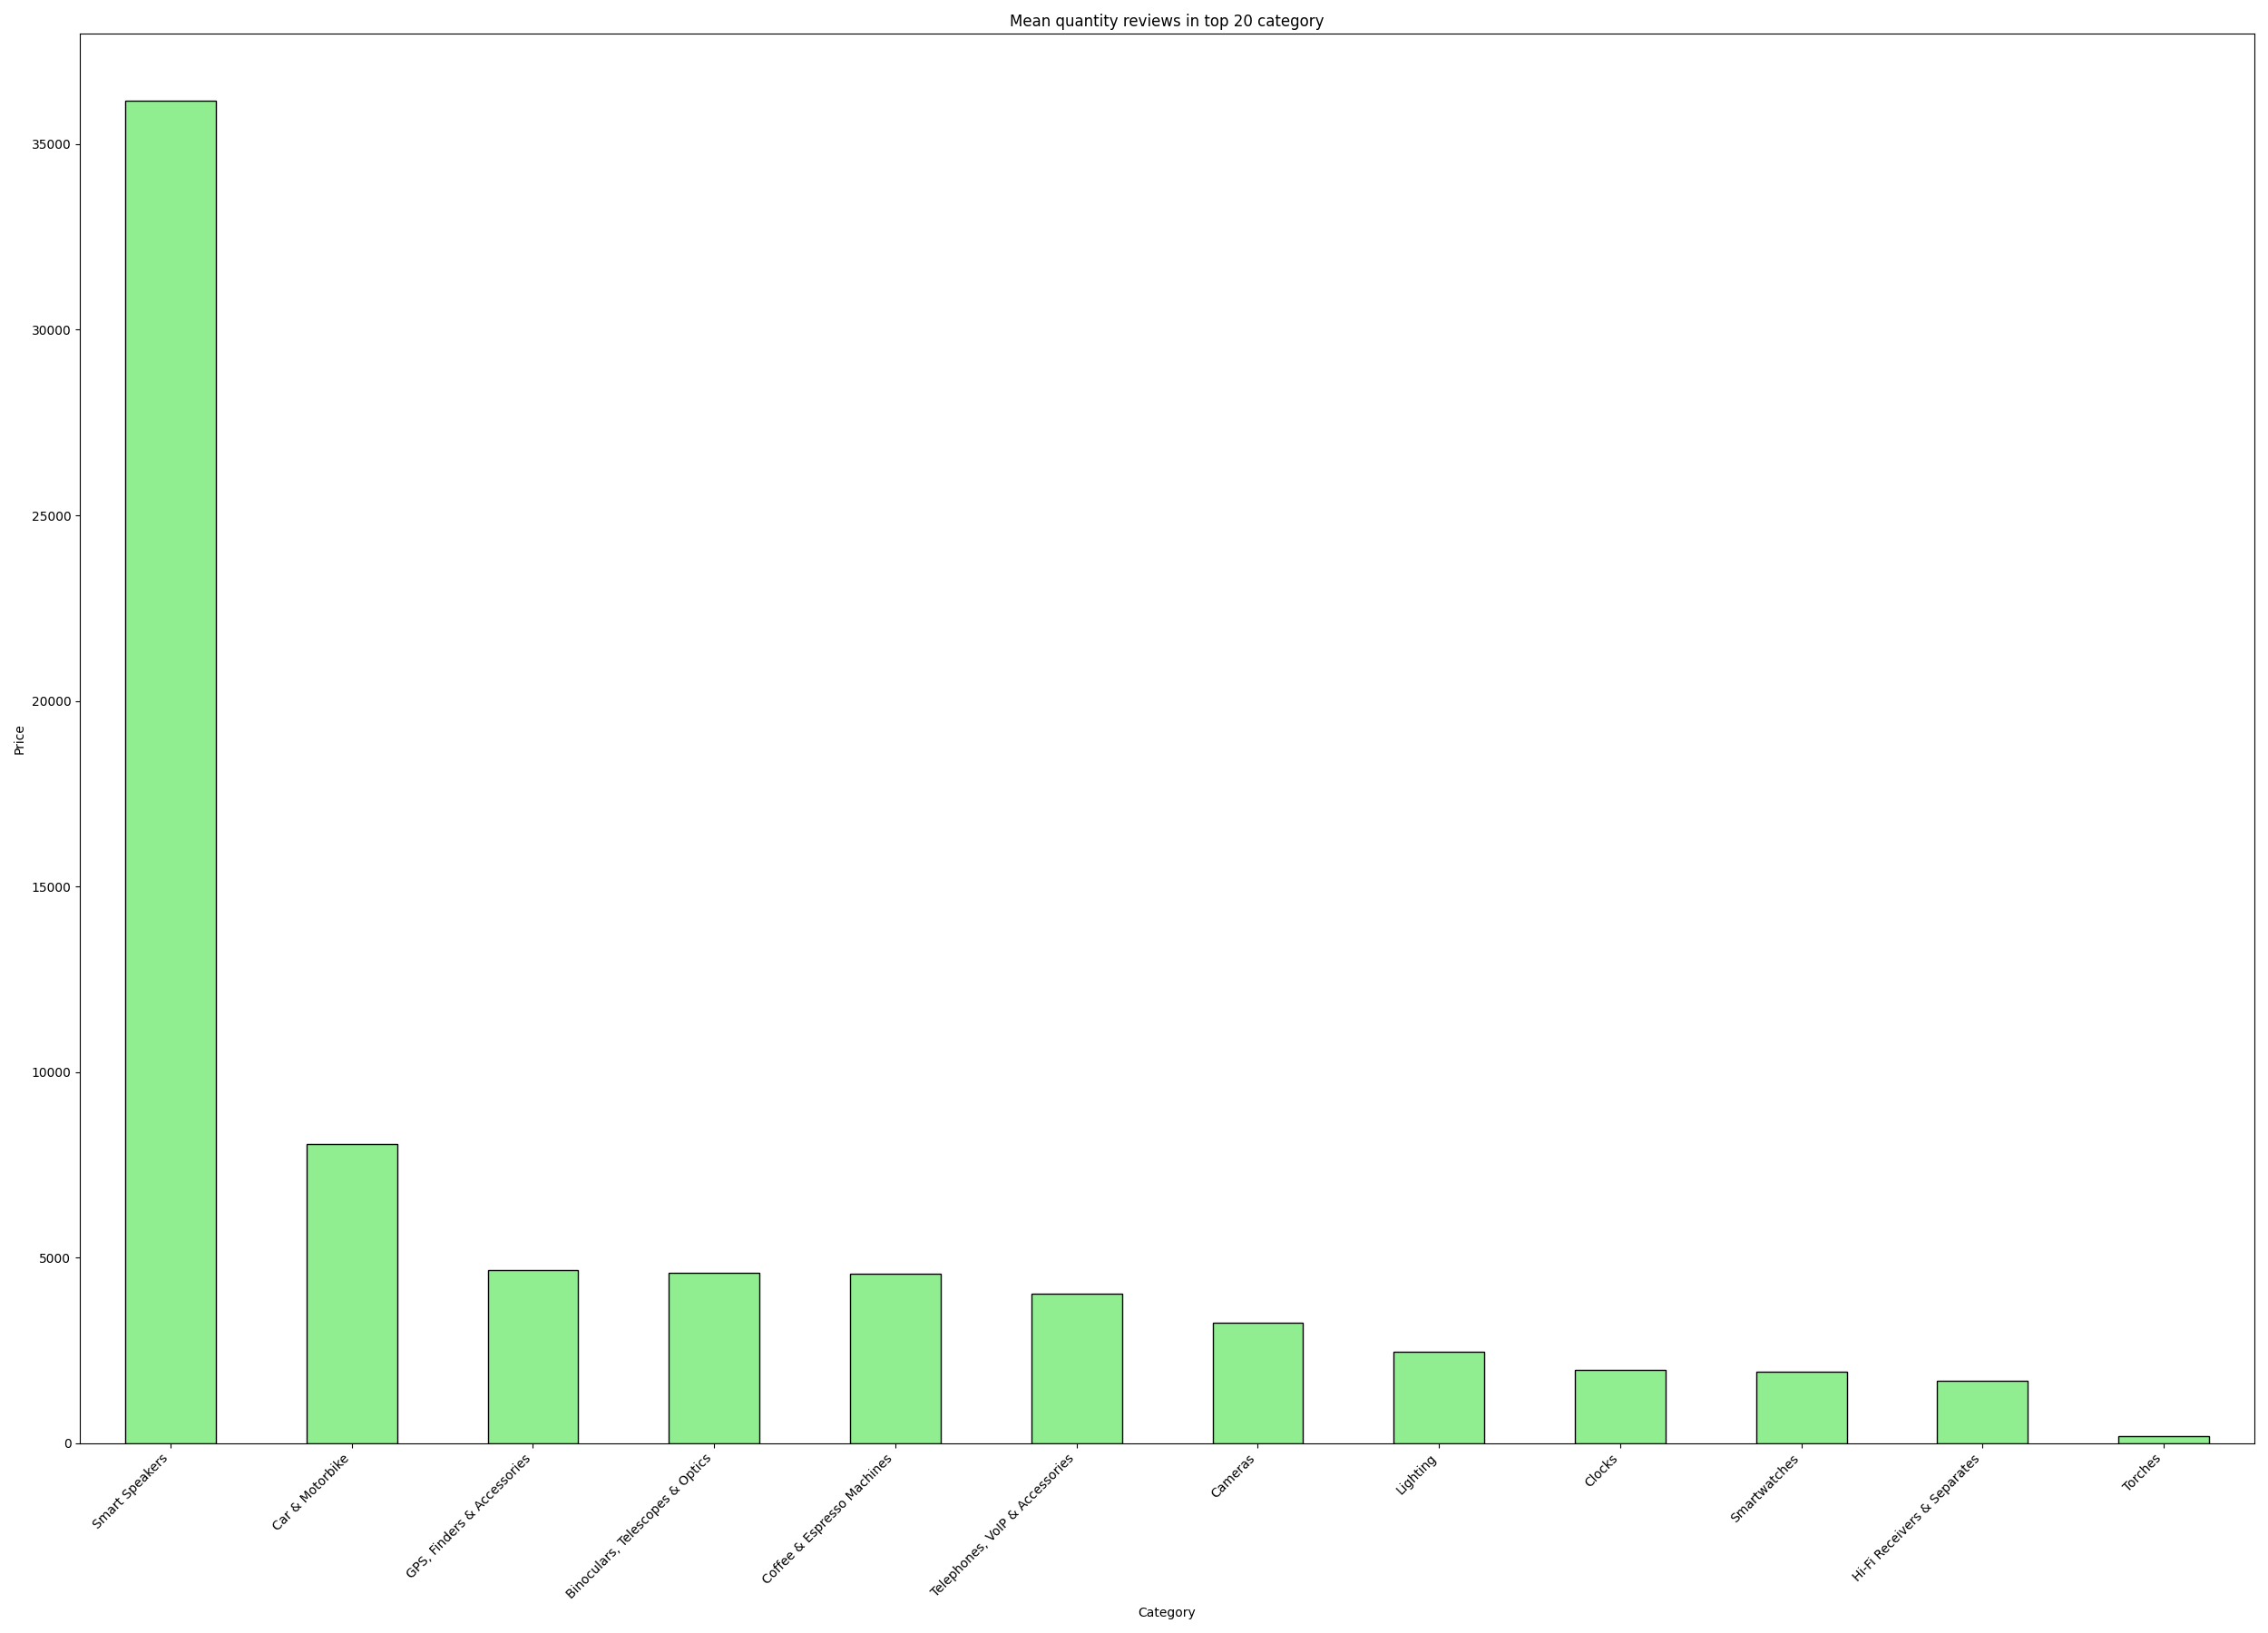 Mean quantity reviews in top 20 category
Price
35000
30000
25000
20000
15000
10000
5000
0
Smart Speakers
Car & Motorbike
GPS, Finders & Accessories
Binoculars, Telescopes & Optics
Coffee & Espresso Machines
Telephones, VoIP & Accessories
Cameras
Lighting
Clocks
Smartwatches
Hi-Fi Receivers & Separates
Torches
Category